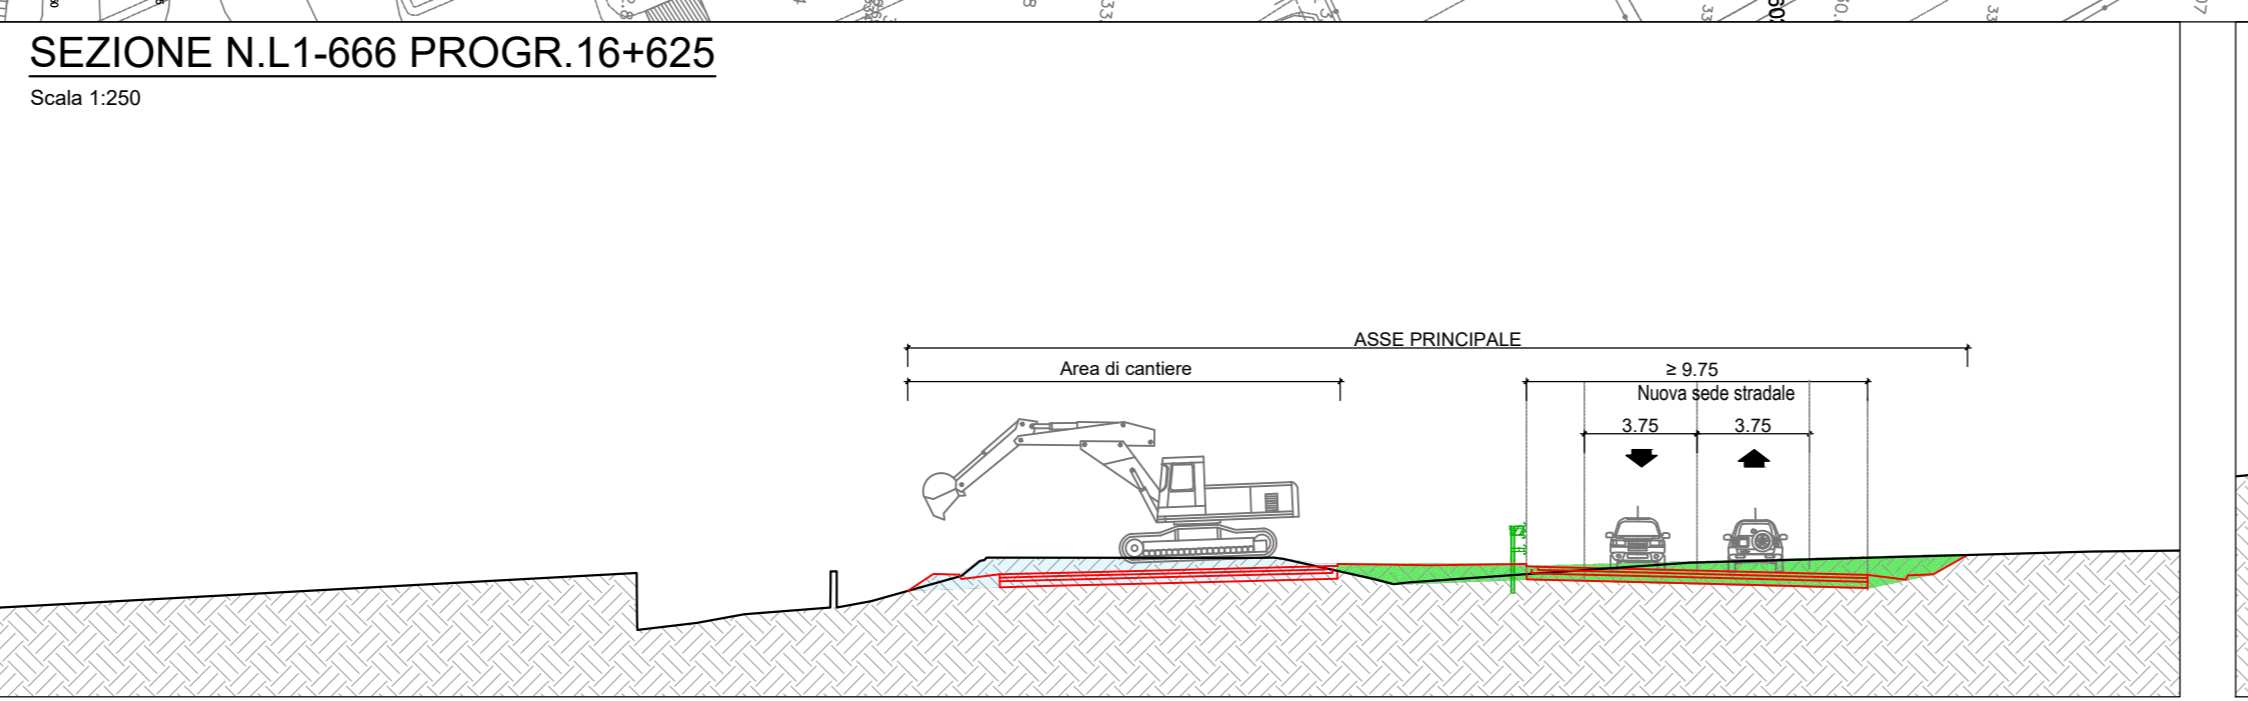 SEZIONE N.L1-666 PROGR.16+625
Scala 1:250
ASSE PRINCIPALE
Area di cantiere
≥ 9.75
Nuova sede stradale
3.75 3.75